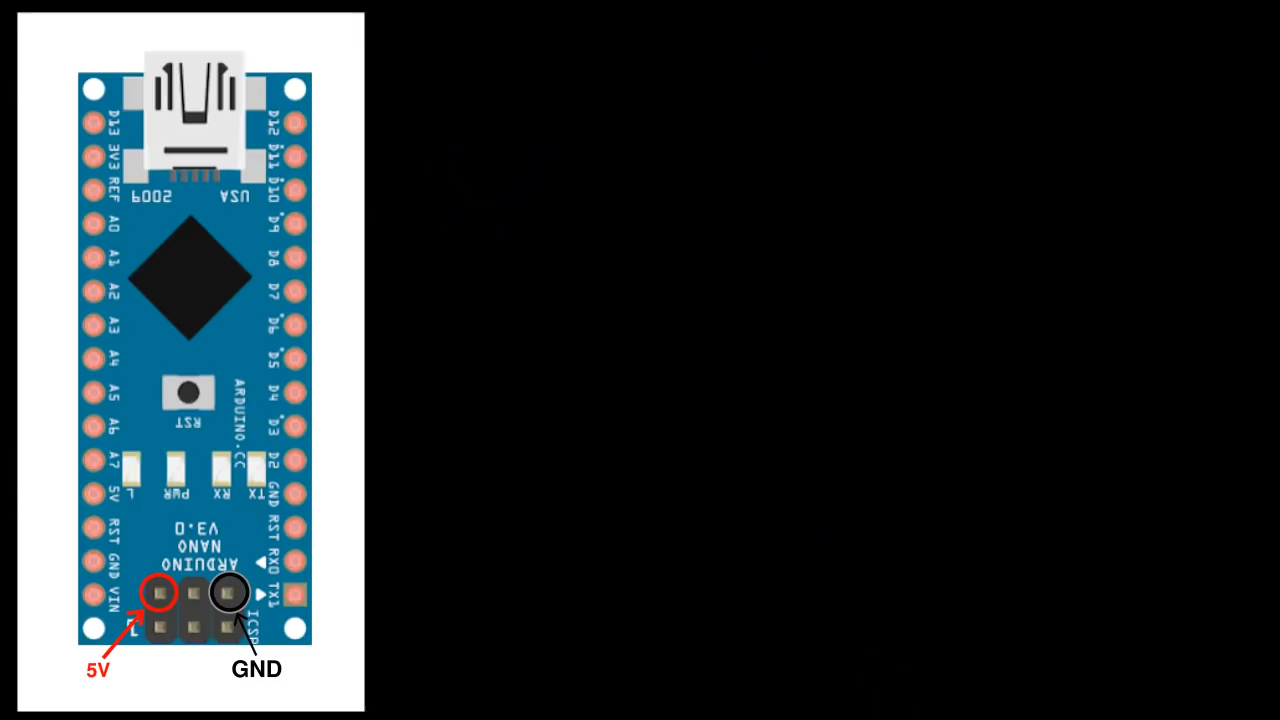 D13
3V3
REF
A0
A1
A2
A3
A4
A5
A6
A7
5V
RST
GND
VIN
D12
D11
D10
D9
D8
D7
D6
D5
D4
D3
D2
GND
RST
RX0
TX1
2009
USA
RST
ARDUINO.CC
L
PWR
RX
TX
ARDUINO
NANO
V3.0
ICSP
1
5V
GND